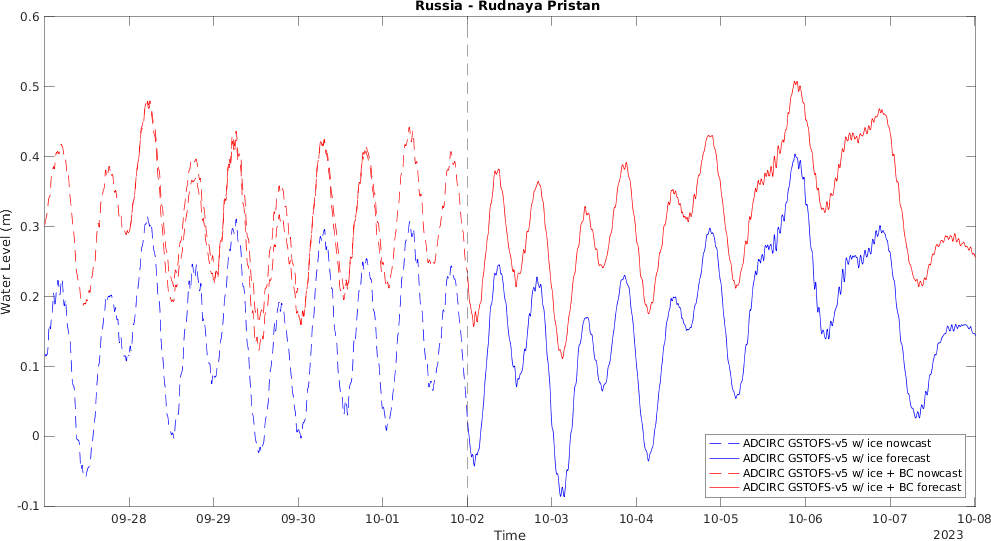 Russia - Rudnaya Pristan
0.6
0.5
0.4
0.3
0.2
0.1
0
-0.1
Water Level (m)
09-28
09-29
09-30
10-01
10-02
10-03
10-04
10-05
10-06
10-07
10-08
Time
2023
ADCIRC GSTOFS-v5 w/ ice nowcast
ADCIRC GSTOFS-v5 w/ ice forecast
ADCIRC GSTOFS-v5 w/ ice + BC nowcast
ADCIRC GSTOFS-v5 w/ ice + BC forecast